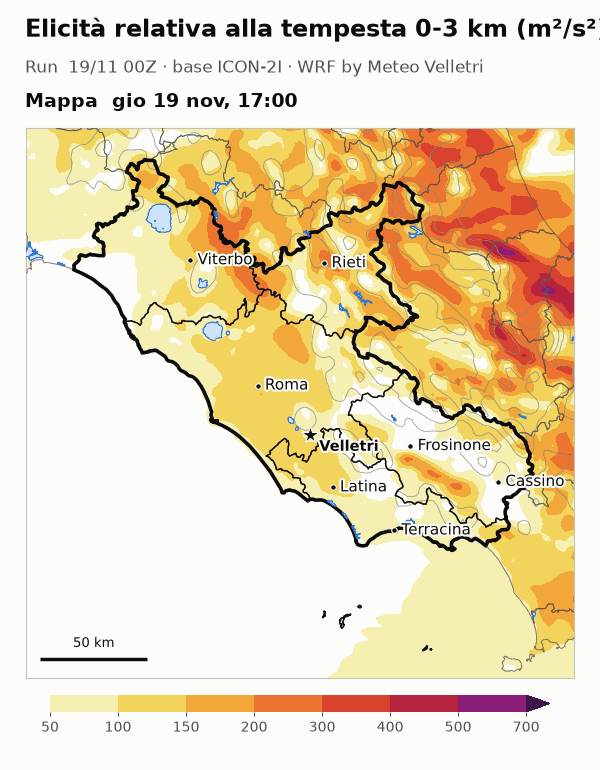 Elicità relativa alla tempesta 0-3 km (m²/s²)
Run 19/11 00Z · base ICON-2I · WRF by Meteo Velletri
Mappa gio 19 nov, 17:00
Viterbo
Rieti
Roma
Velletri
Frosinone
Cassino
Latina
Terracina
50 km
50 100 150 200 300 400 500 700